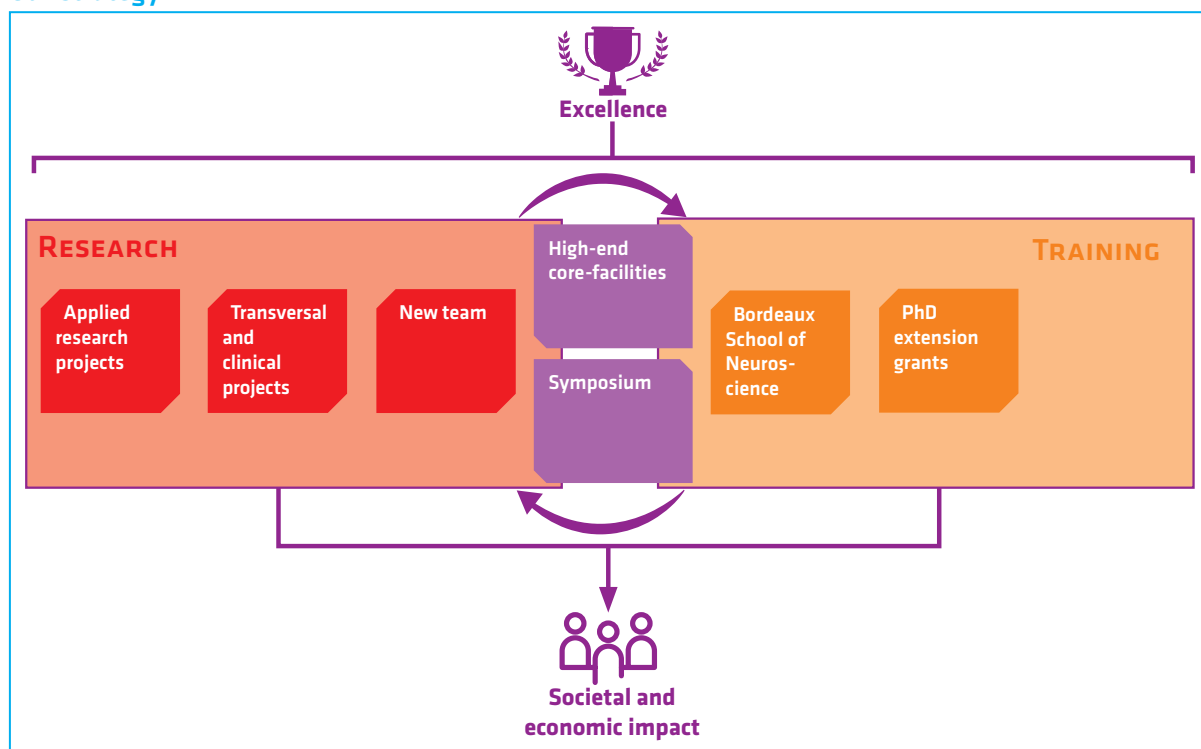 Excellence
RESEARCH
TRAINING
Applied
research
projects
Transversal
and
clinical
projects
New team
High-end
core-facilities
Symposium
Bordeaux
School of
Neuros-
cience
PhD
extension
grants
Societal and
economic impact